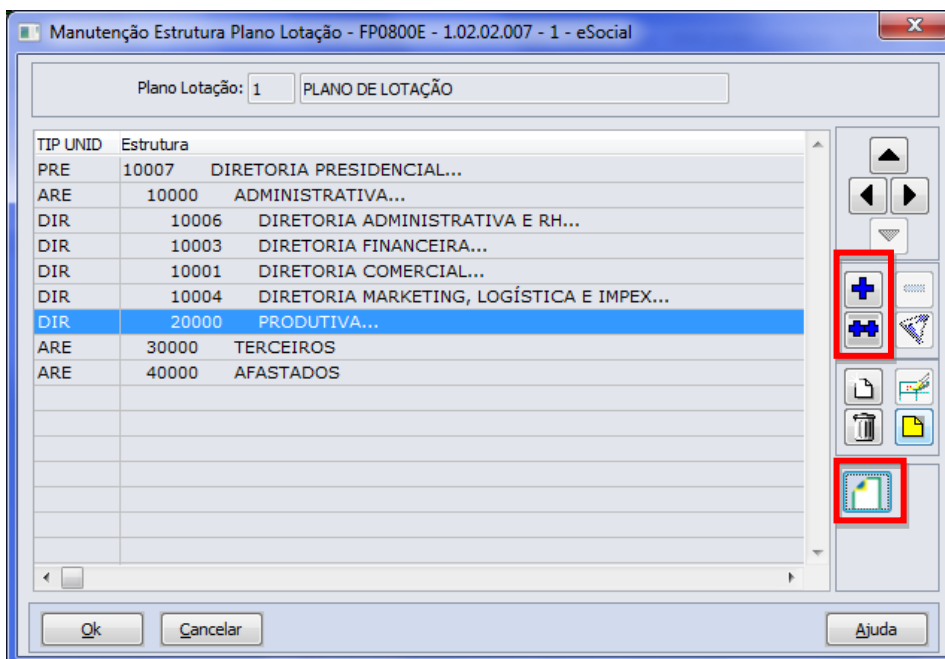 Manutenção Estrutura Plano Lotação - FP0800E - 1.02.02.007 - 1 - eSocial
Plano Lotação: 1 PLANO DE LOTAÇÃO
TIP UNID Estrutura
PRE 10007 DIRETORIA PRESIDENCIAL...
ARE 10000 ADMINISTRATIVA...
DIR 10006 DIRETORIA ADMINISTRATIVA E RH...
DIR 10003 DIRETORIA FINANCEIRA...
DIR 10001 DIRETORIA COMERCIAL...
DIR 10004 DIRETORIA MARKETING, LOGÍSTICA E IMPEX...
DIR 20000 PRODUTIVA...
ARE 30000 TERCEIROS
ARE 40000 AFASTADOS
Ok Cancelar Ajuda